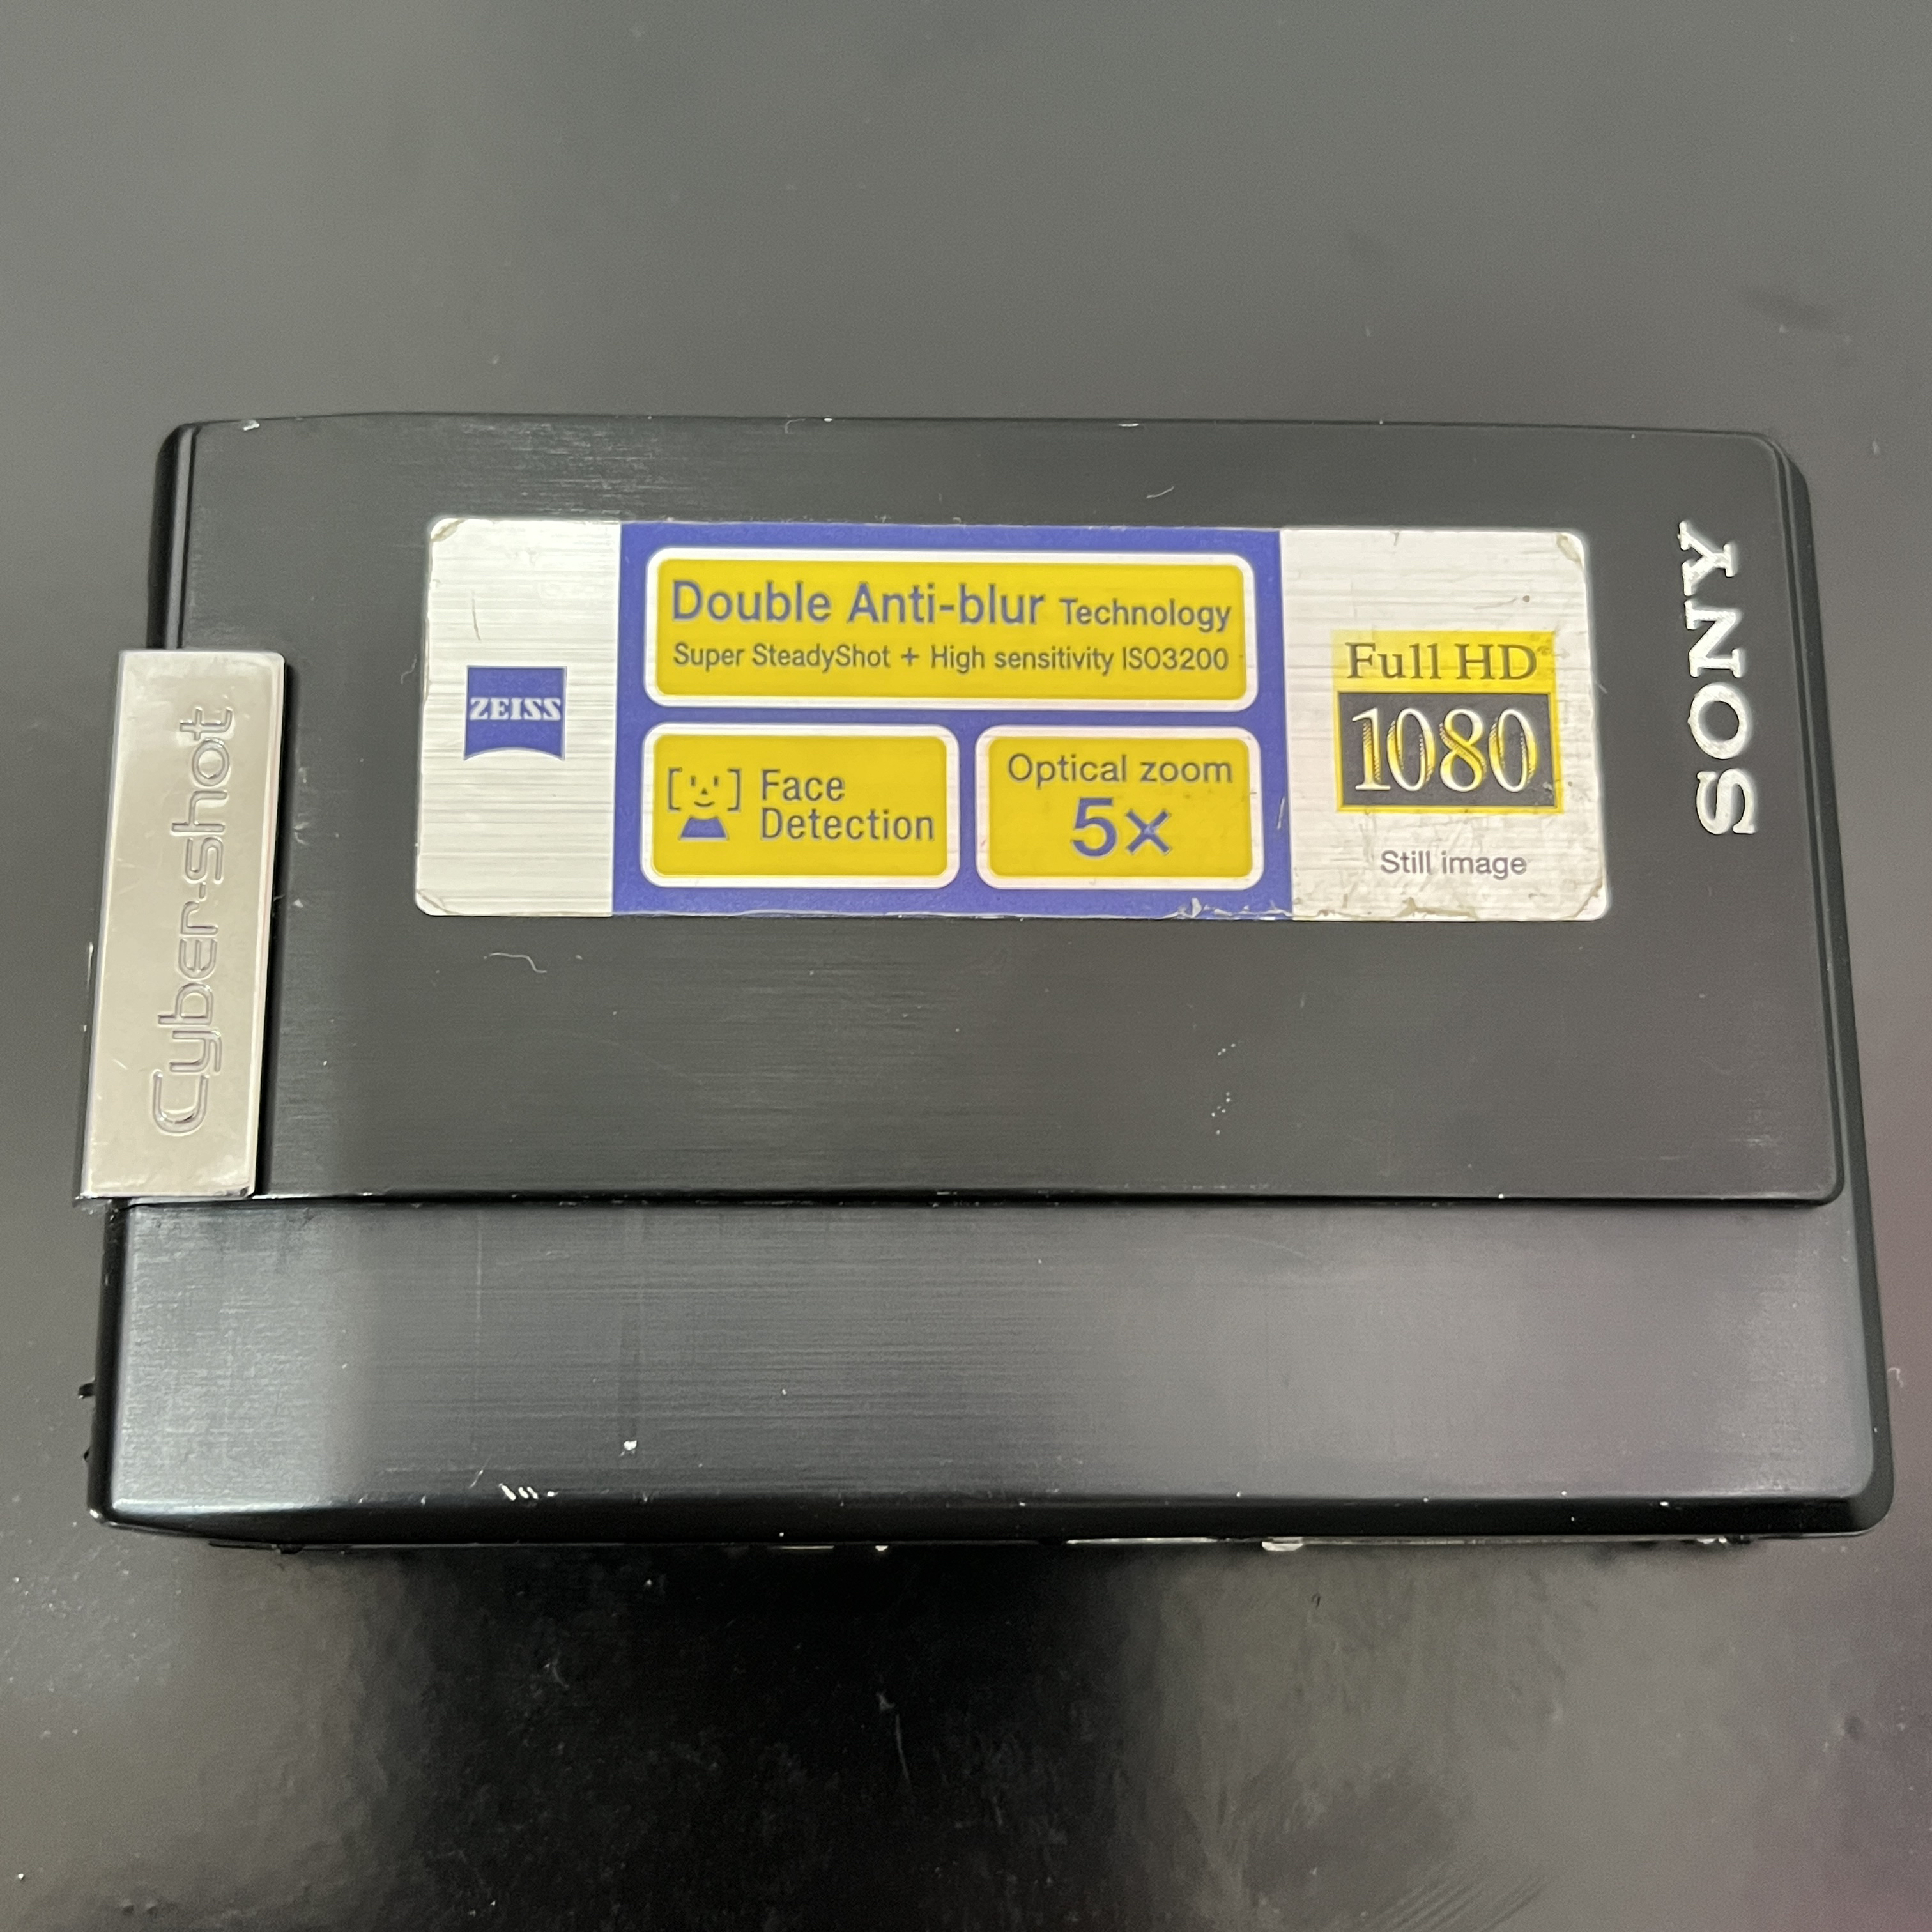 ZEISS
Double Anti-blur Technology
Super SteadyShot + High sensitivity ISO3200
Face
Detection
Optical zoom
5×
Full HD
1080
Still image
SONY
Cyber-shot